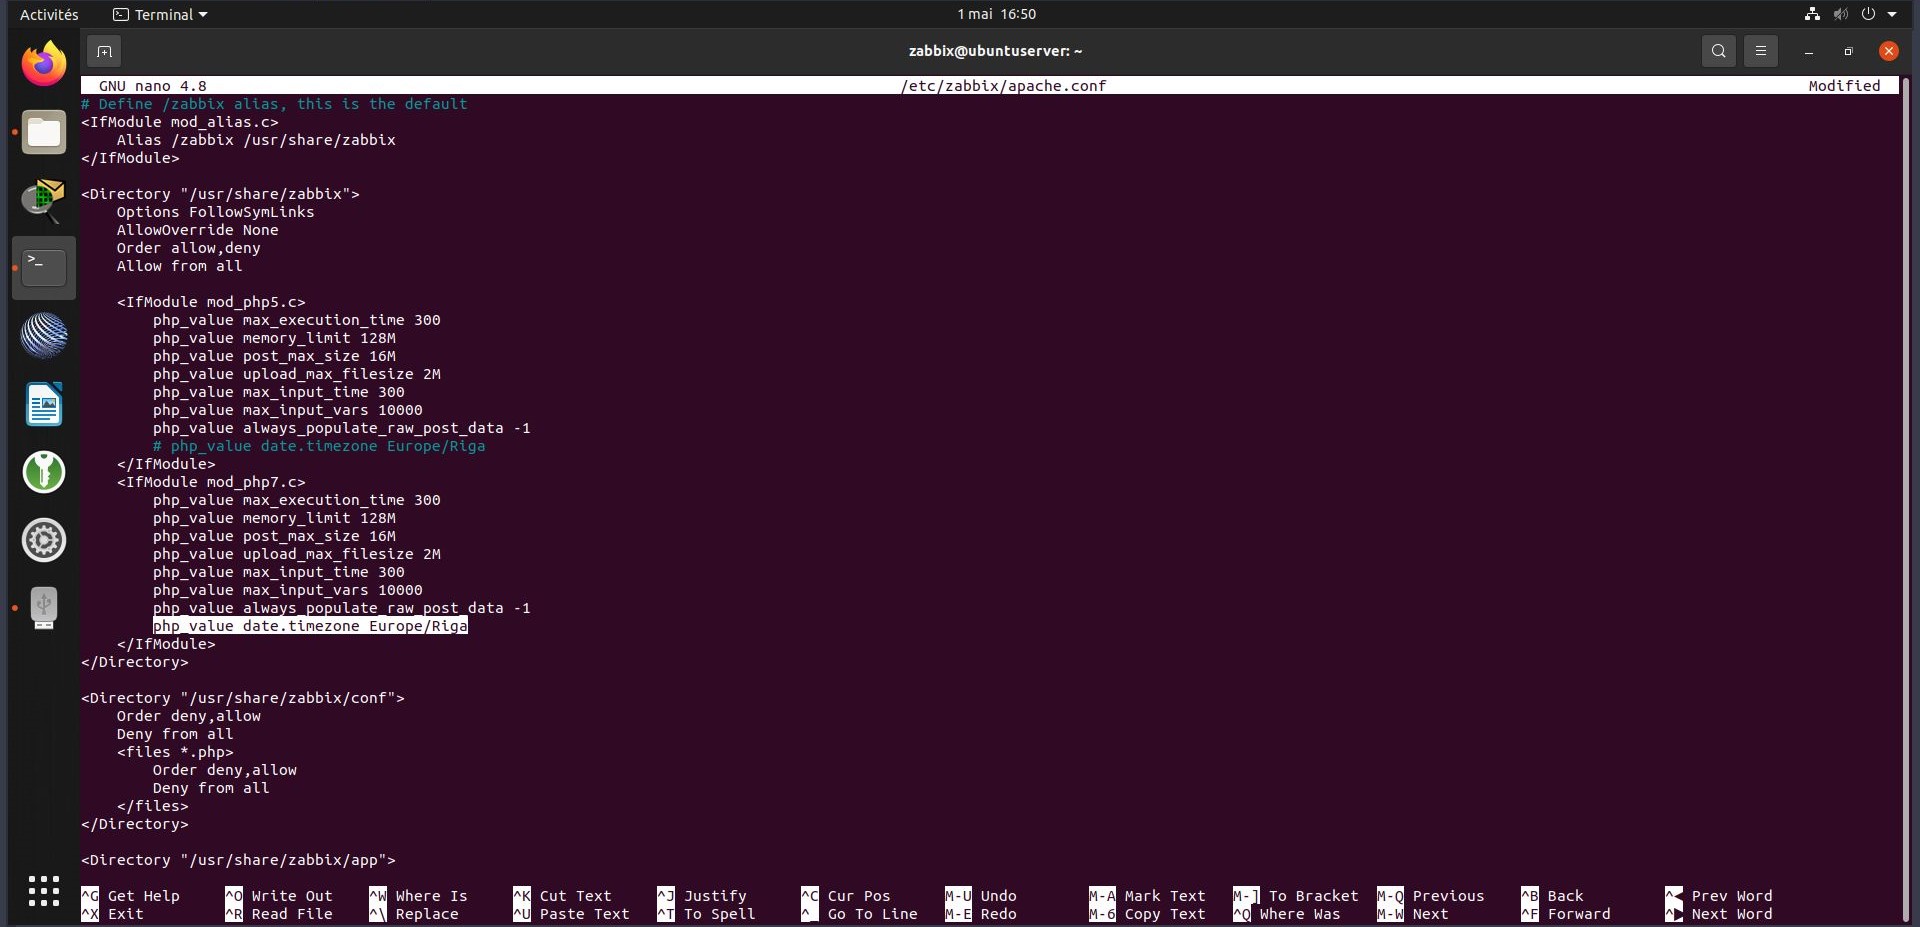 Activités Terminal 1 mai 16:50
zabbix@ubuntuserver: ~
GNU nano 4.8 /etc/zabbix/apache.conf Modified
# Define /zabbix alias, this is the default
<IfModule mod_alias.c>
    Alias /zabbix /usr/share/zabbix
</IfModule>

<Directory "/usr/share/zabbix">
    Options FollowSymLinks
    AllowOverride None
    Order allow,deny
    Allow from all

    <IfModule mod_php5.c>
        php_value max_execution_time 300
        php_value memory_limit 128M
        php_value post_max_size 16M
        php_value upload_max_filesize 2M
        php_value max_input_time 300
        php_value max_input_vars 10000
        php_value always_populate_raw_post_data -1
        # php_value date.timezone Europe/Riga
    </IfModule>
    <IfModule mod_php7.c>
        php_value max_execution_time 300
        php_value memory_limit 128M
        php_value post_max_size 16M
        php_value upload_max_filesize 2M
        php_value max_input_time 300
        php_value max_input_vars 10000
        php_value always_populate_raw_post_data -1
        php_value date.timezone Europe/Riga
    </IfModule>
</Directory>

<Directory "/usr/share/zabbix/conf">
    Order deny,allow
    Deny from all
    <files *.php>
        Order deny,allow
        Deny from all
    </files>
</Directory>

<Directory "/usr/share/zabbix/app">
^G Get Help ^O Write Out ^W Where Is ^K Cut Text ^J Justify ^C Cur Pos M-U Undo M-A Mark Text M-] To Bracket M-Q Previous ^B Back ^◀ Prev Word
^X Exit ^R Read File ^\ Replace ^U Paste Text ^T To Spell ^_ Go To Line M-E Redo M-6 Copy Text ^Q Where Was M-W Next ^F Forward ^▶ Next Word